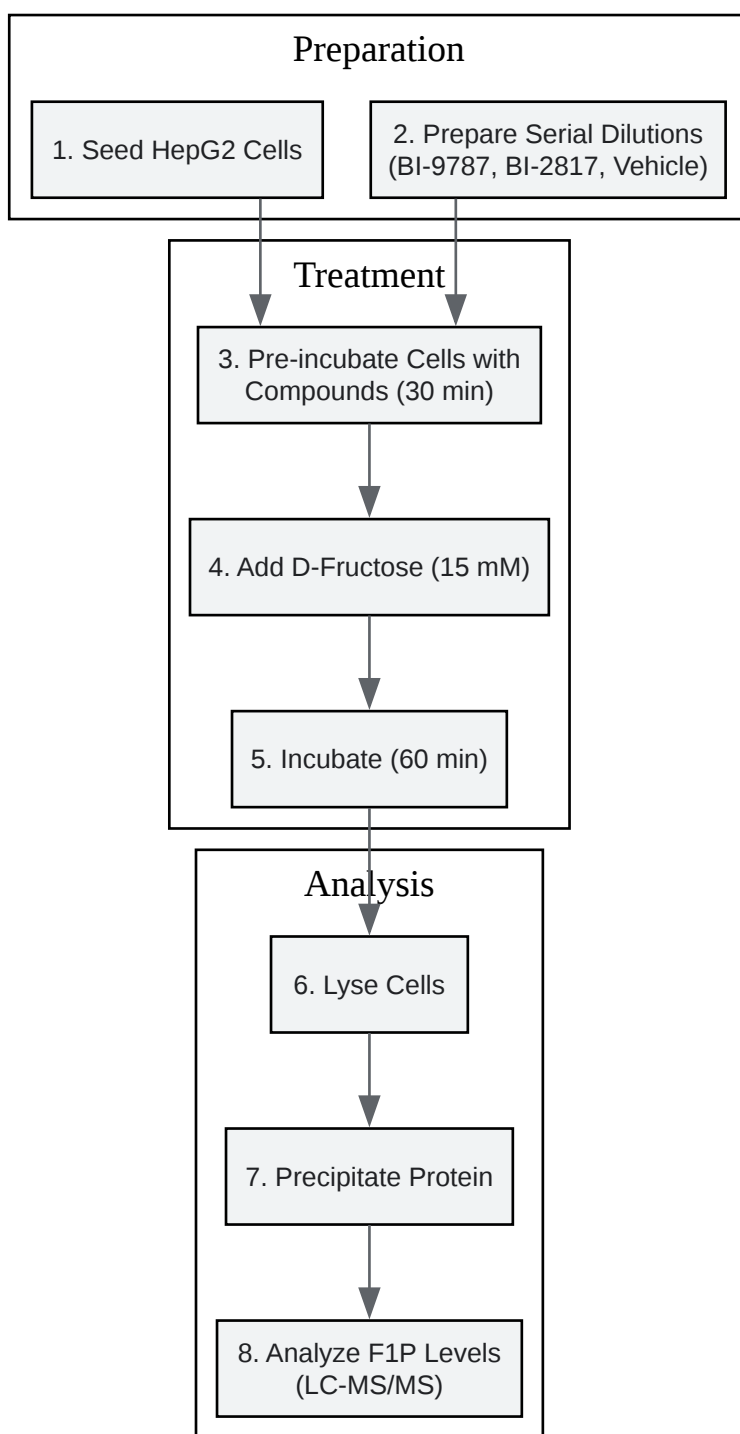 Preparation
1. Seed HepG2 Cells
2. Prepare Serial Dilutions
(BI-9787, BI-2817, Vehicle)
Treatment
3. Pre-incubate Cells with
Compounds (30 min)
4. Add D-Fructose (15 mM)
5. Incubate (60 min)
Analysis
6. Lyse Cells
7. Precipitate Protein
8. Analyze F1P Levels
(LC-MS/MS)